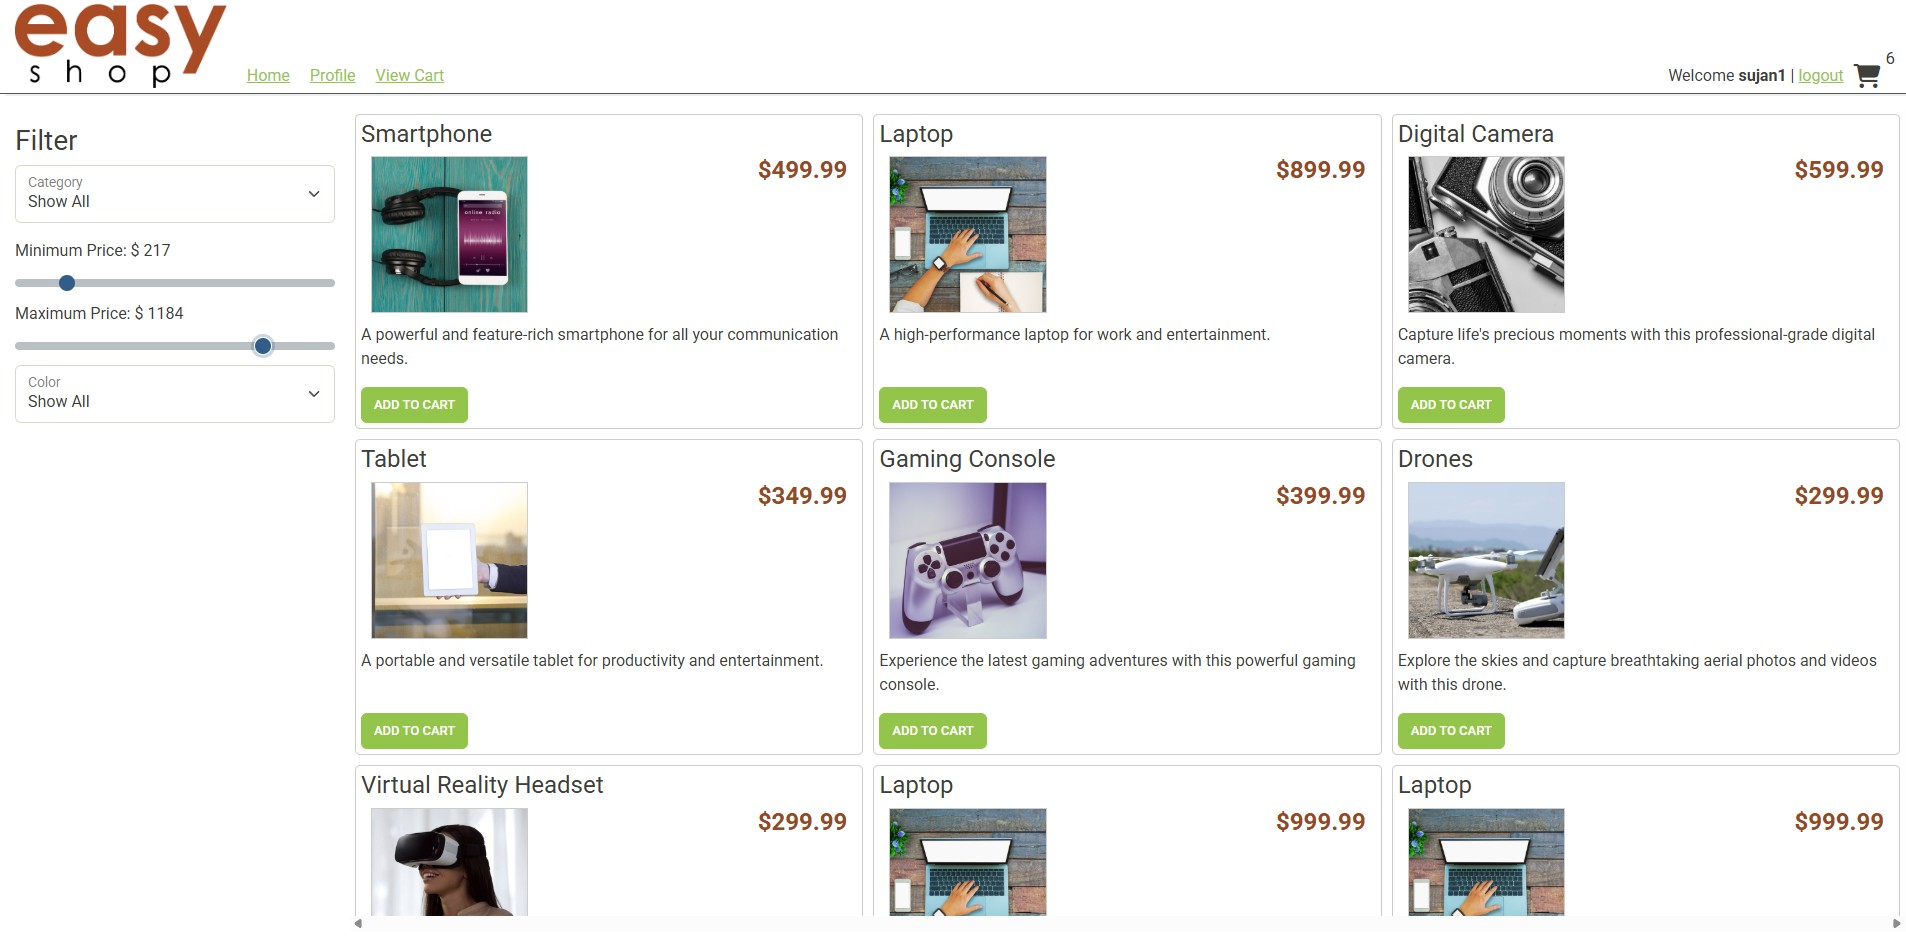 easy
shop
Home Profile View Cart
Welcome sujan1 | logout 6
Filter
Category
Show All
Minimum Price: $ 217
Maximum Price: $ 1184
Color
Show All
Smartphone
$499.99
online radio
A powerful and feature-rich smartphone for all your communication
needs.
ADD TO CART
Laptop
$899.99
A high-performance laptop for work and entertainment.
ADD TO CART
Digital Camera
$599.99
Capture life's precious moments with this professional-grade digital
camera.
ADD TO CART
Tablet
$349.99
A portable and versatile tablet for productivity and entertainment.
ADD TO CART
Gaming Console
$399.99
Experience the latest gaming adventures with this powerful gaming
console.
ADD TO CART
Drones
$299.99
Explore the skies and capture breathtaking aerial photos and videos
with this drone.
ADD TO CART
Virtual Reality Headset
$299.99
Laptop
$999.99
Laptop
$999.99